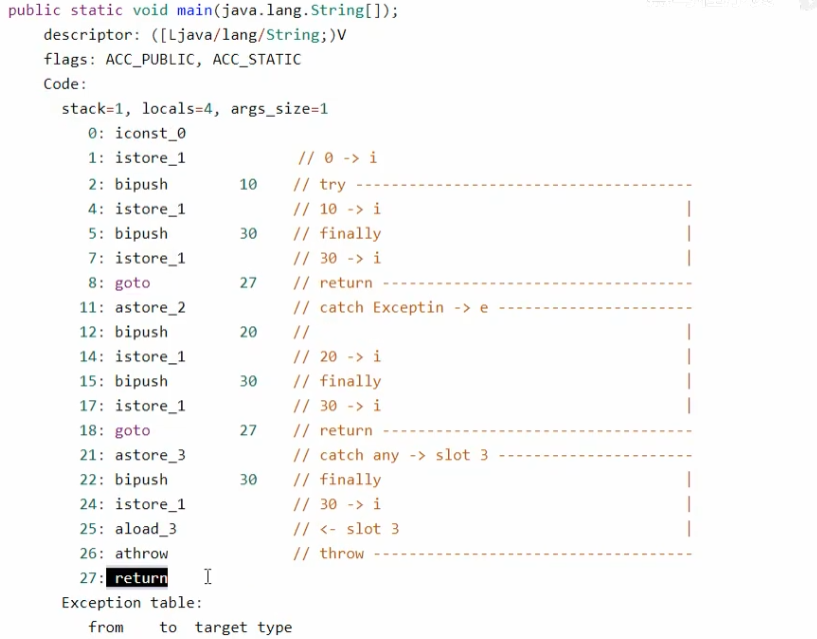 public static void main(java.lang.String[]);
descriptor: ([Ljava/lang/String;)V
flags: ACC_PUBLIC, ACC_STATIC
Code:
stack=1, locals=4, args_size=1
0: iconst_0
1: istore_1 // 0 -> i
2: bipush 10 // try --------------------------------------
4: istore_1 // 10 -> i |
5: bipush 30 // finally |
7: istore_1 // 30 -> i |
8: goto 27 // return -----------------------------------
11: astore_2 // catch Exceptin -> e ----------------------
12: bipush 20 // |
14: istore_1 // 20 -> i |
15: bipush 30 // finally |
17: istore_1 // 30 -> i |
18: goto 27 // return -----------------------------------
21: astore_3 // catch any -> slot 3 ----------------------
22: bipush 30 // finally |
24: istore_1 // 30 -> i |
25: aload_3 // <- slot 3 |
26: athrow // throw ------------------------------------
27: return
Exception table:
from to target type